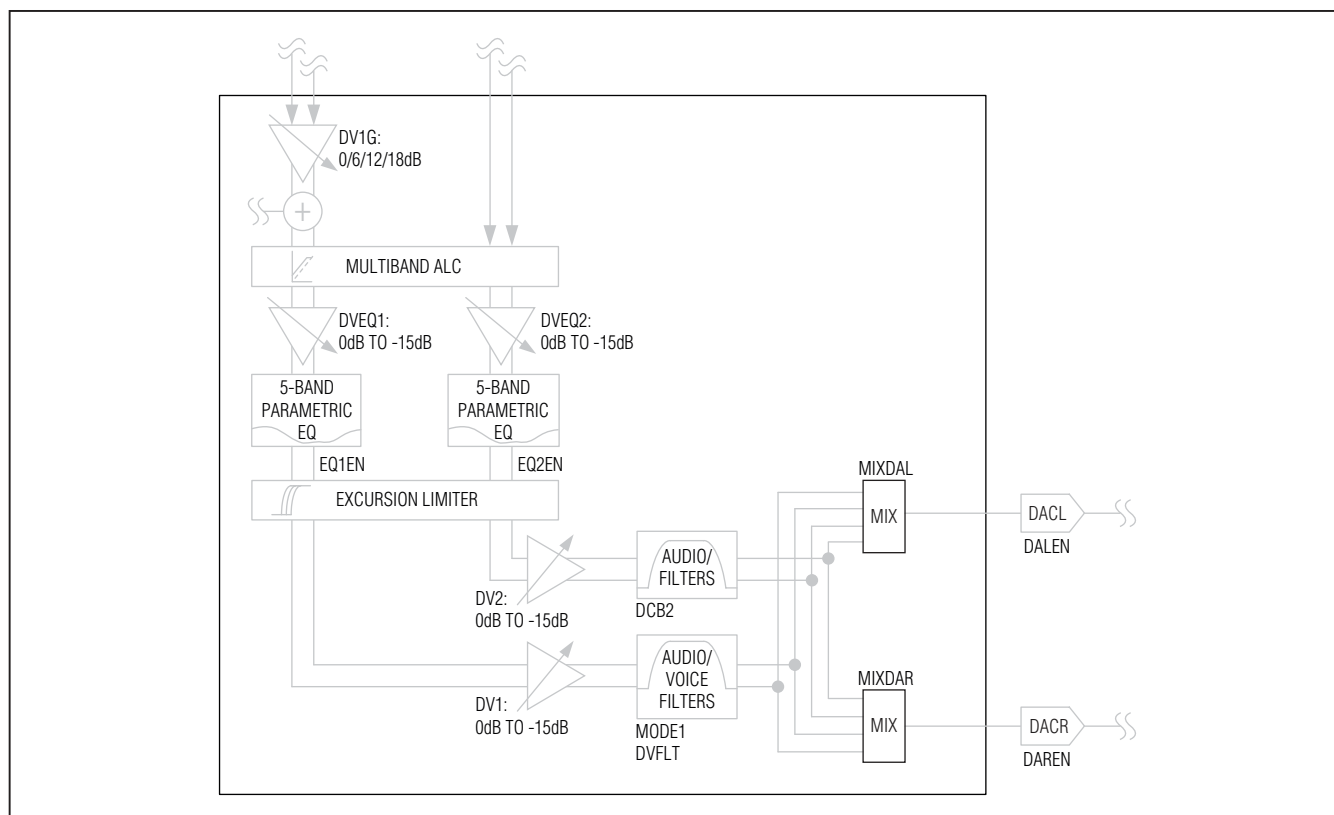 DV1G:
0/6/12/18dB
+
MULTIBAND ALC
DVEQ1:
0dB TO -15dB
DVEQ2:
0dB TO -15dB
5-BAND
PARAMETRIC
EQ
5-BAND
PARAMETRIC
EQ
EQ1EN
EQ2EN
EXCURSION LIMITER
MIXDAL
MIX
DACL
DALEN
AUDIO/
FILTERS
DCB2
DV2:
0dB TO -15dB
AUDIO/
VOICE
FILTERS
MODE1
DVFLT
DV1:
0dB TO -15dB
MIXDAR
MIX
DACR
DAREN